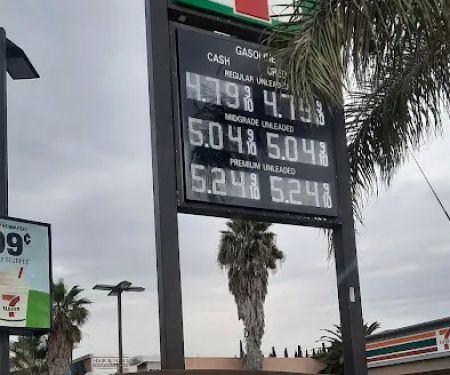 GASOLINE
CASH
REGULAR UNLEADED
4.79 9/10 4.79 9/10
MIDGRADE UNLEADED
5.04 9/10 5.04 9/10
PREMIUM UNLEADED
5.24 9/10 5.24 9/10
REWARDS
99¢
SLURPEE
7
ELEVEN